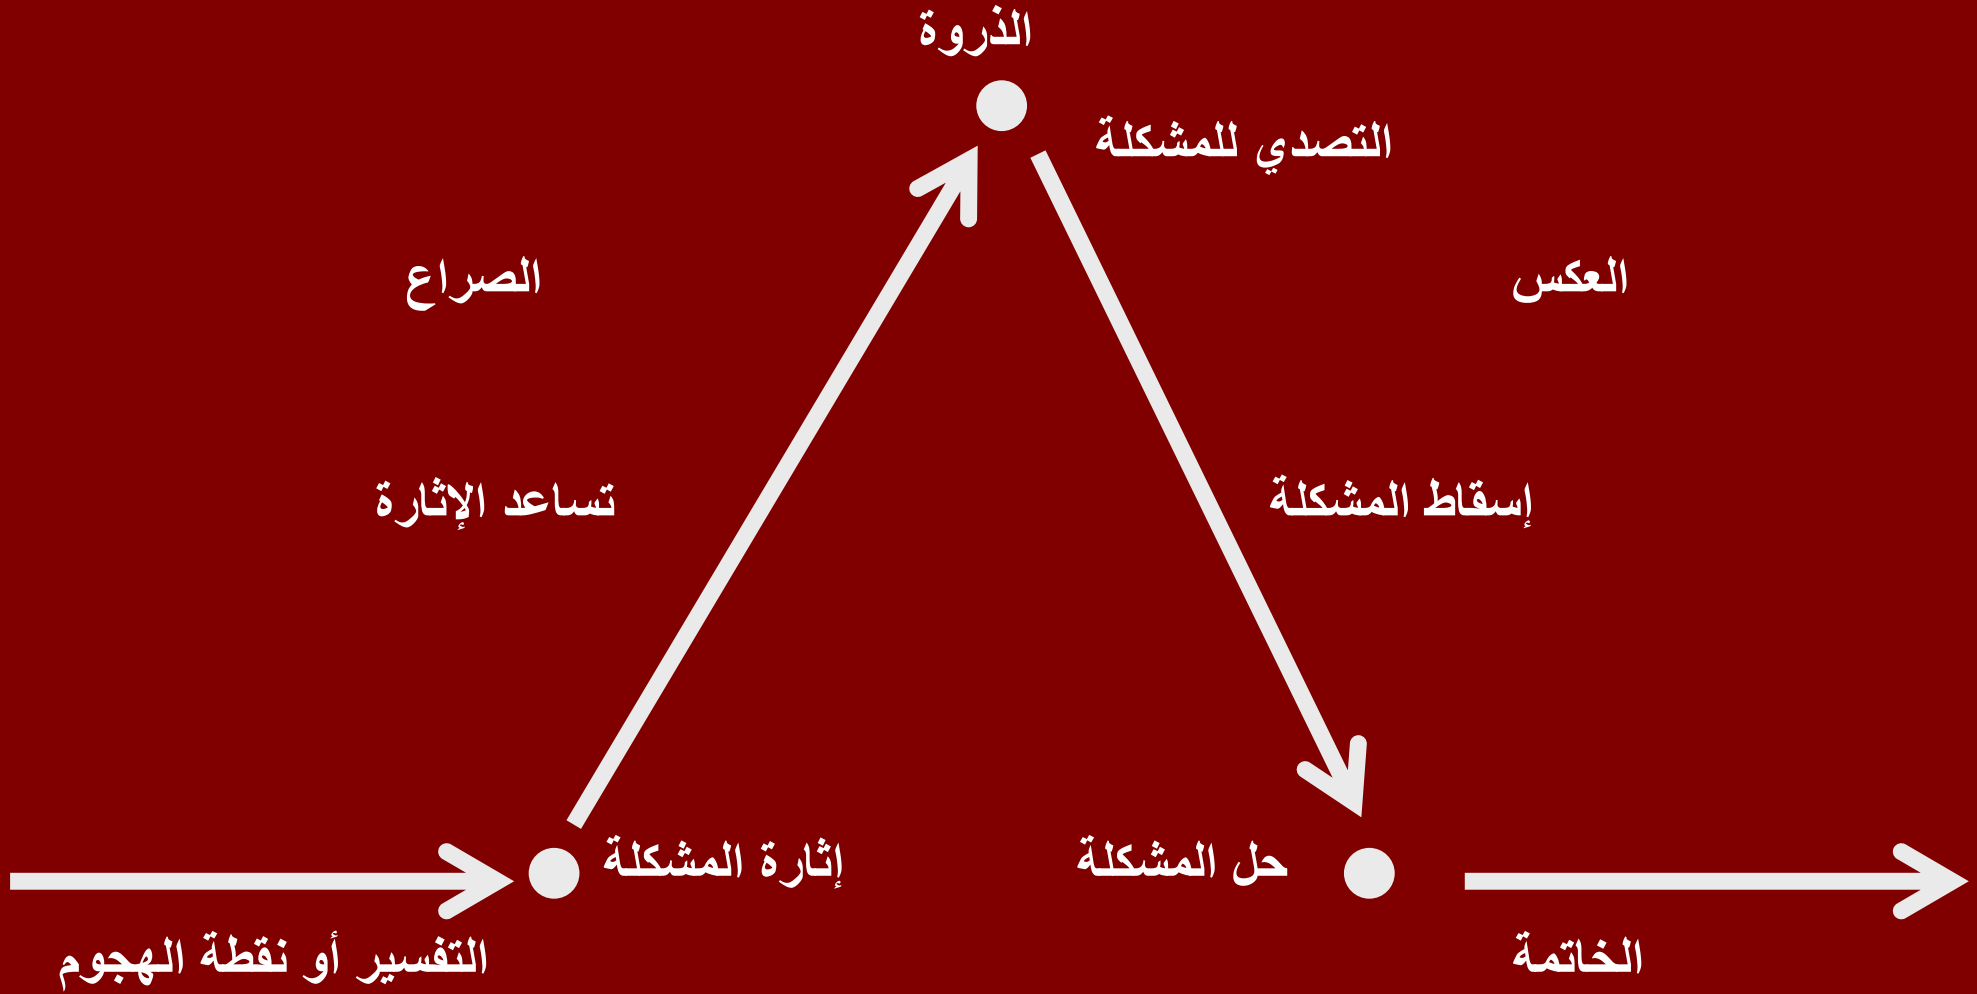 الذروة
التصدي للمشكلة
الصراع
العكس
تساعد الإثارة
إسقاط المشكلة
إثارة المشكلة
حل المشكلة
التفسير أو نقطة الهجوم
الخاتمة